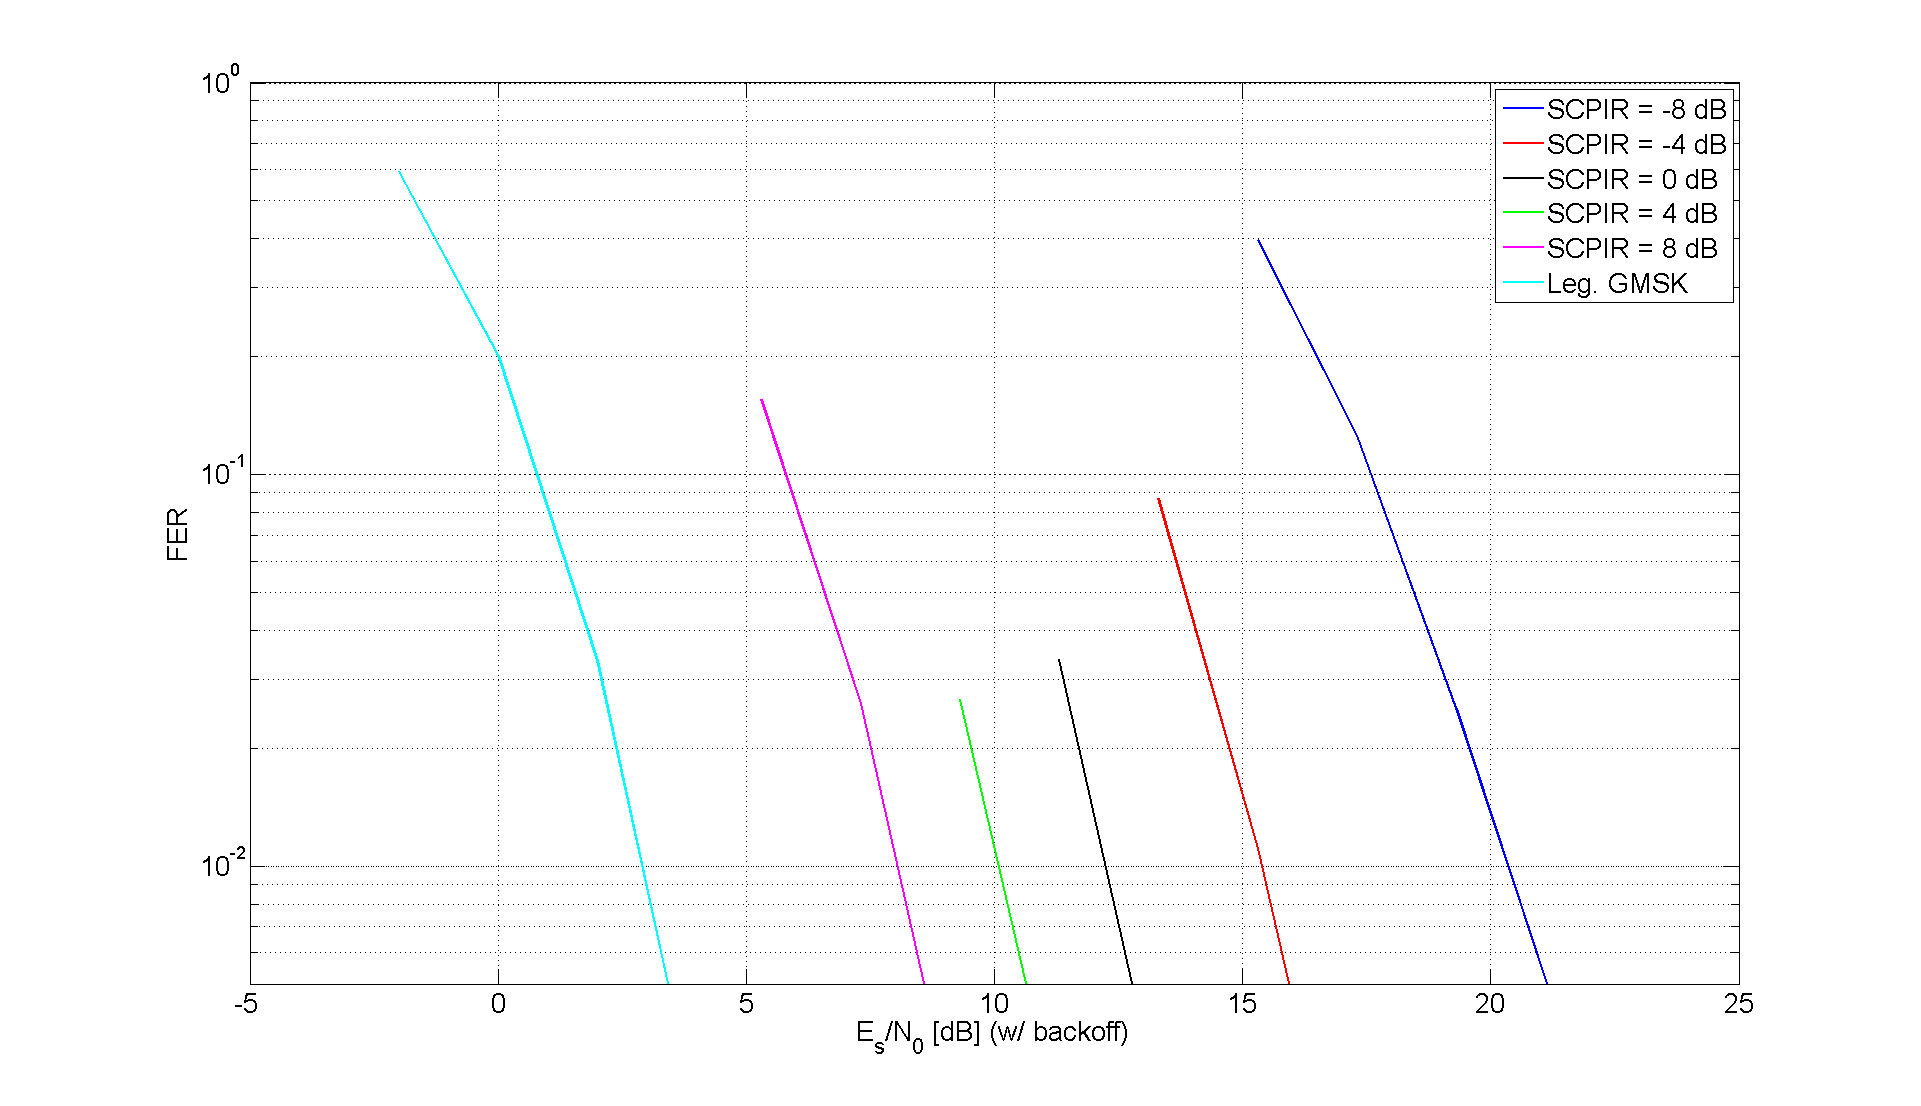 10^0
10^-1
10^-2
FER
-5 0 5 10 15 20 25
E_s/N_0 [dB] (w/ backoff)
SCPIR = -8 dB
SCPIR = -4 dB
SCPIR = 0 dB
SCPIR = 4 dB
SCPIR = 8 dB
Leg. GMSK